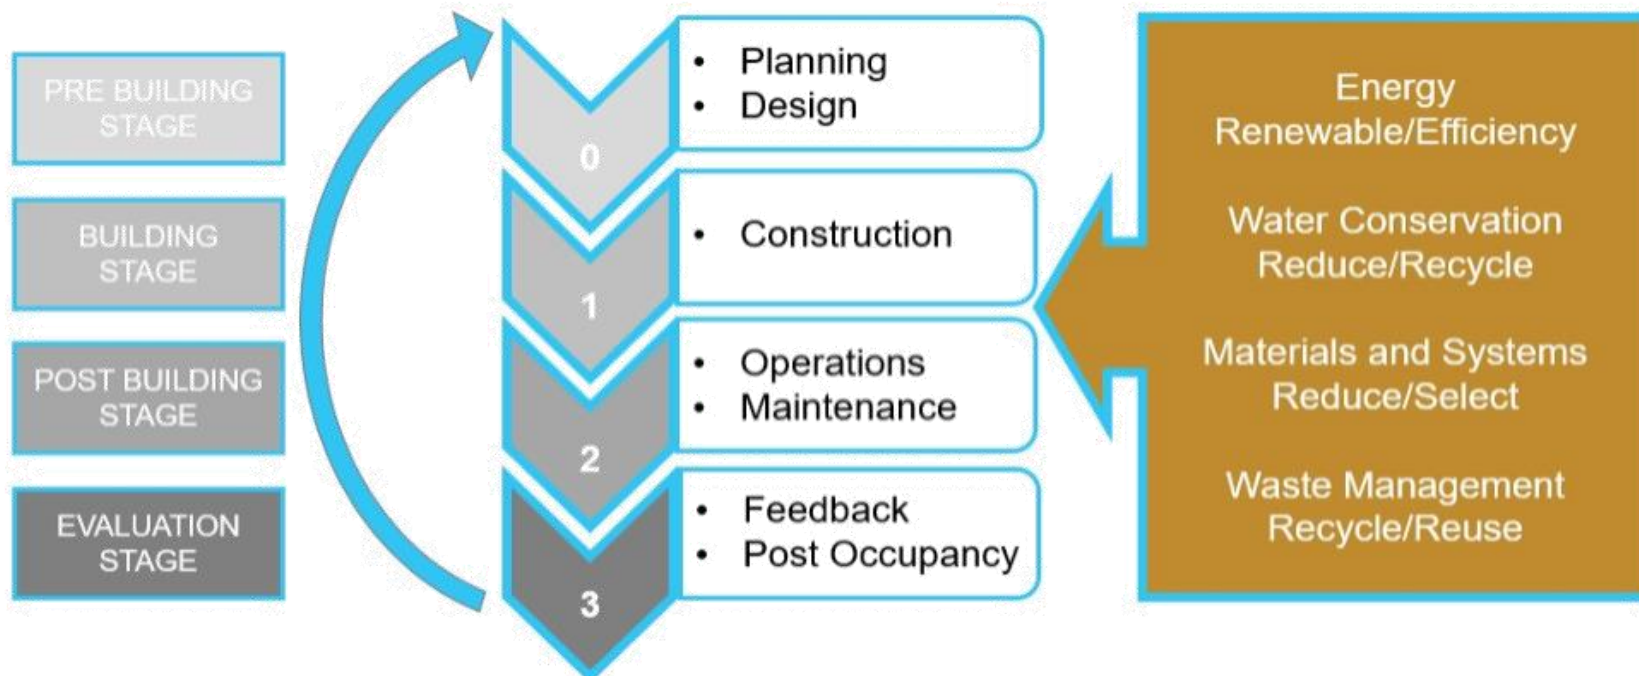 PRE BUILDING
STAGE
BUILDING
STAGE
POST BUILDING
STAGE
EVALUATION
STAGE
0
• Planning
• Design
1
• Construction
2
• Operations
• Maintenance
3
• Feedback
• Post Occupancy
Energy
Renewable/Efficiency
Water Conservation
Reduce/Recycle
Materials and Systems
Reduce/Select
Waste Management
Recycle/Reuse